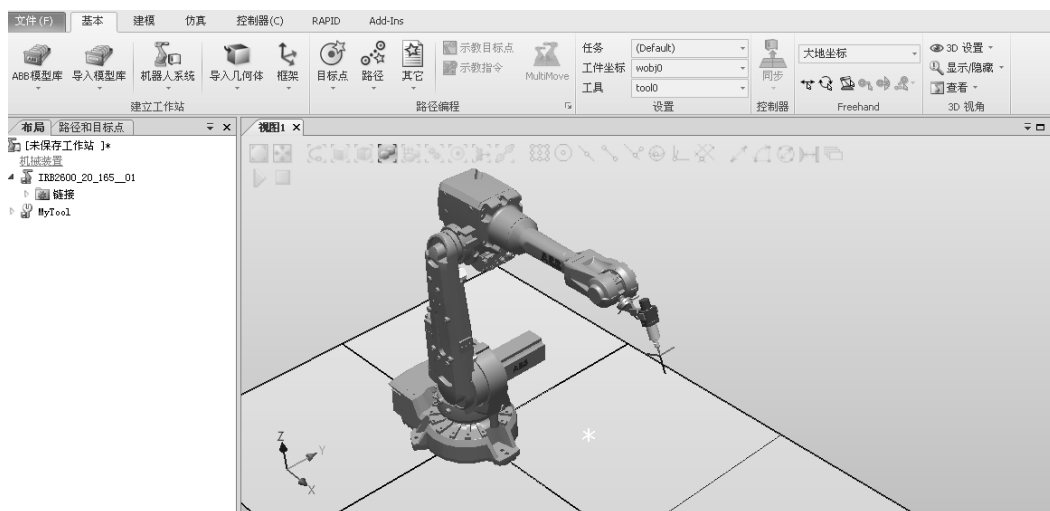 文件(F) 基本 建模 仿真 控制器(C) RAPID Add-Ins
ABB模型库 导入模型库 机器人系统 导入几何体 框架 目标点 路径 其它 示教目标点 示教指令 MultiMove 任务 (Default) 工件坐标 wobj0 工具 tool0 同步 大地坐标 3D 设置 显示/隐藏 查看
建立工作站 路径编程 设置 控制器 Freehand 3D 视角
布局 路径和目标点 视图1
[未保存工作站 ]*
机械装置
IRB2600_20_165__01
链接
MyTool
ABB
ABB
Z
Y
X